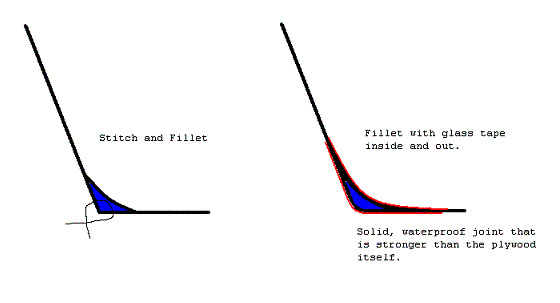 Stitch and Fillet
Fillet with glass tape
inside and out.
Solid, waterproof joint that
is stronger than the plywood
itself.